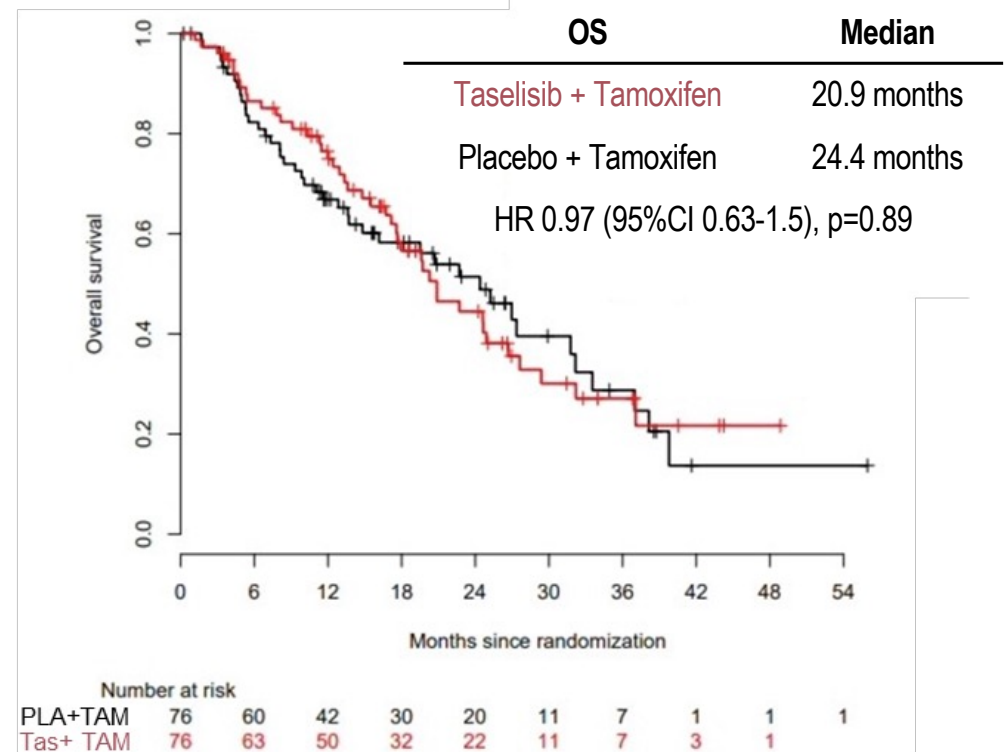 OS Median
Taselisib + Tamoxifen 20.9 months
Placebo + Tamoxifen 24.4 months
HR 0.97 (95%CI 0.63-1.5), p=0.89
Overall survival
1.0
0.8
0.6
0.4
0.2
0.0
0 6 12 18 24 30 36 42 48 54
Months since randomization
Number at risk
PLA+TAM 76 60 42 30 20 11 7 1 1 1
Tas+ TAM 76 63 50 32 22 11 7 3 1